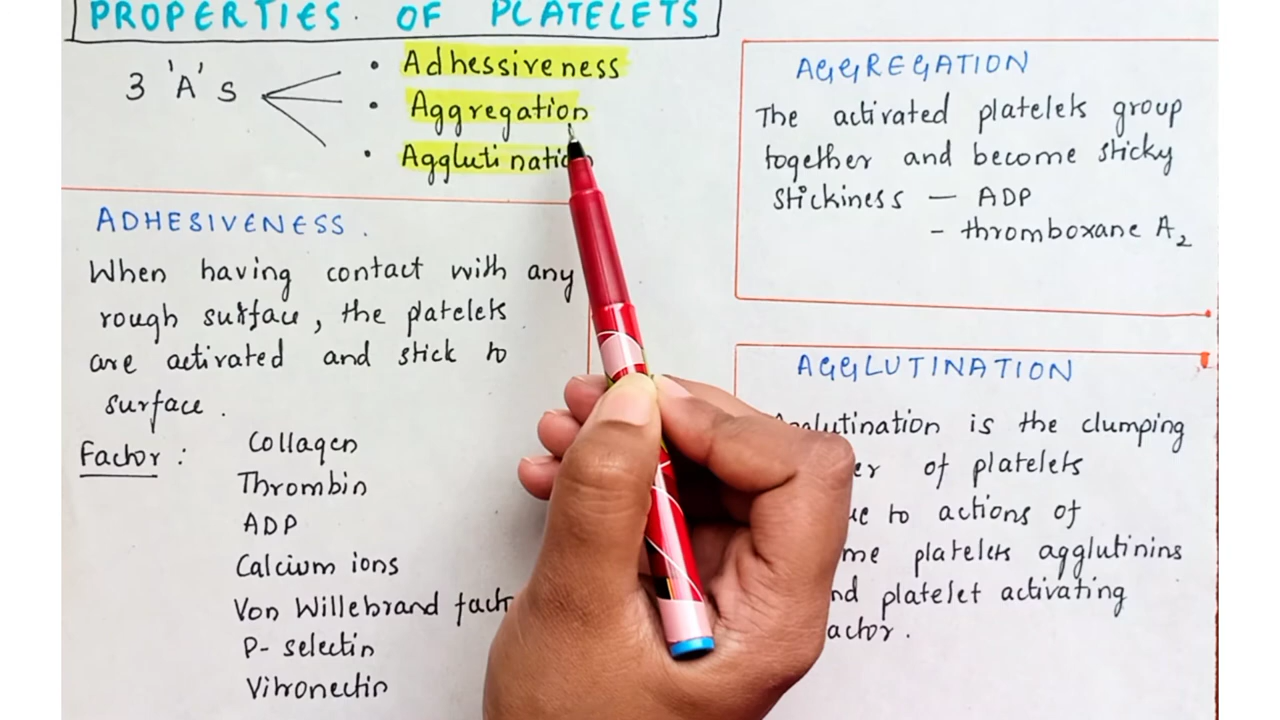 PROPERTIES OF PLATELETS
3 'A' s
• Adhessiveness
• Aggregation
• Agglutination
ADHESIVENESS.
When having contact with any
rough surface, the platelets
are activated and stick to
surface.
Factor :
Collagen
Thrombin
ADP
Calcium ions
Von Willebrand fact
P- selectin
Vitronectin
AGGREGATION
The activated platelets group
together and become sticky
stickiness — ADP
- thromboxane A2
AGGLUTINATION
is the clumping
of platelets
to actions of
platelets agglutinins
platelet activating